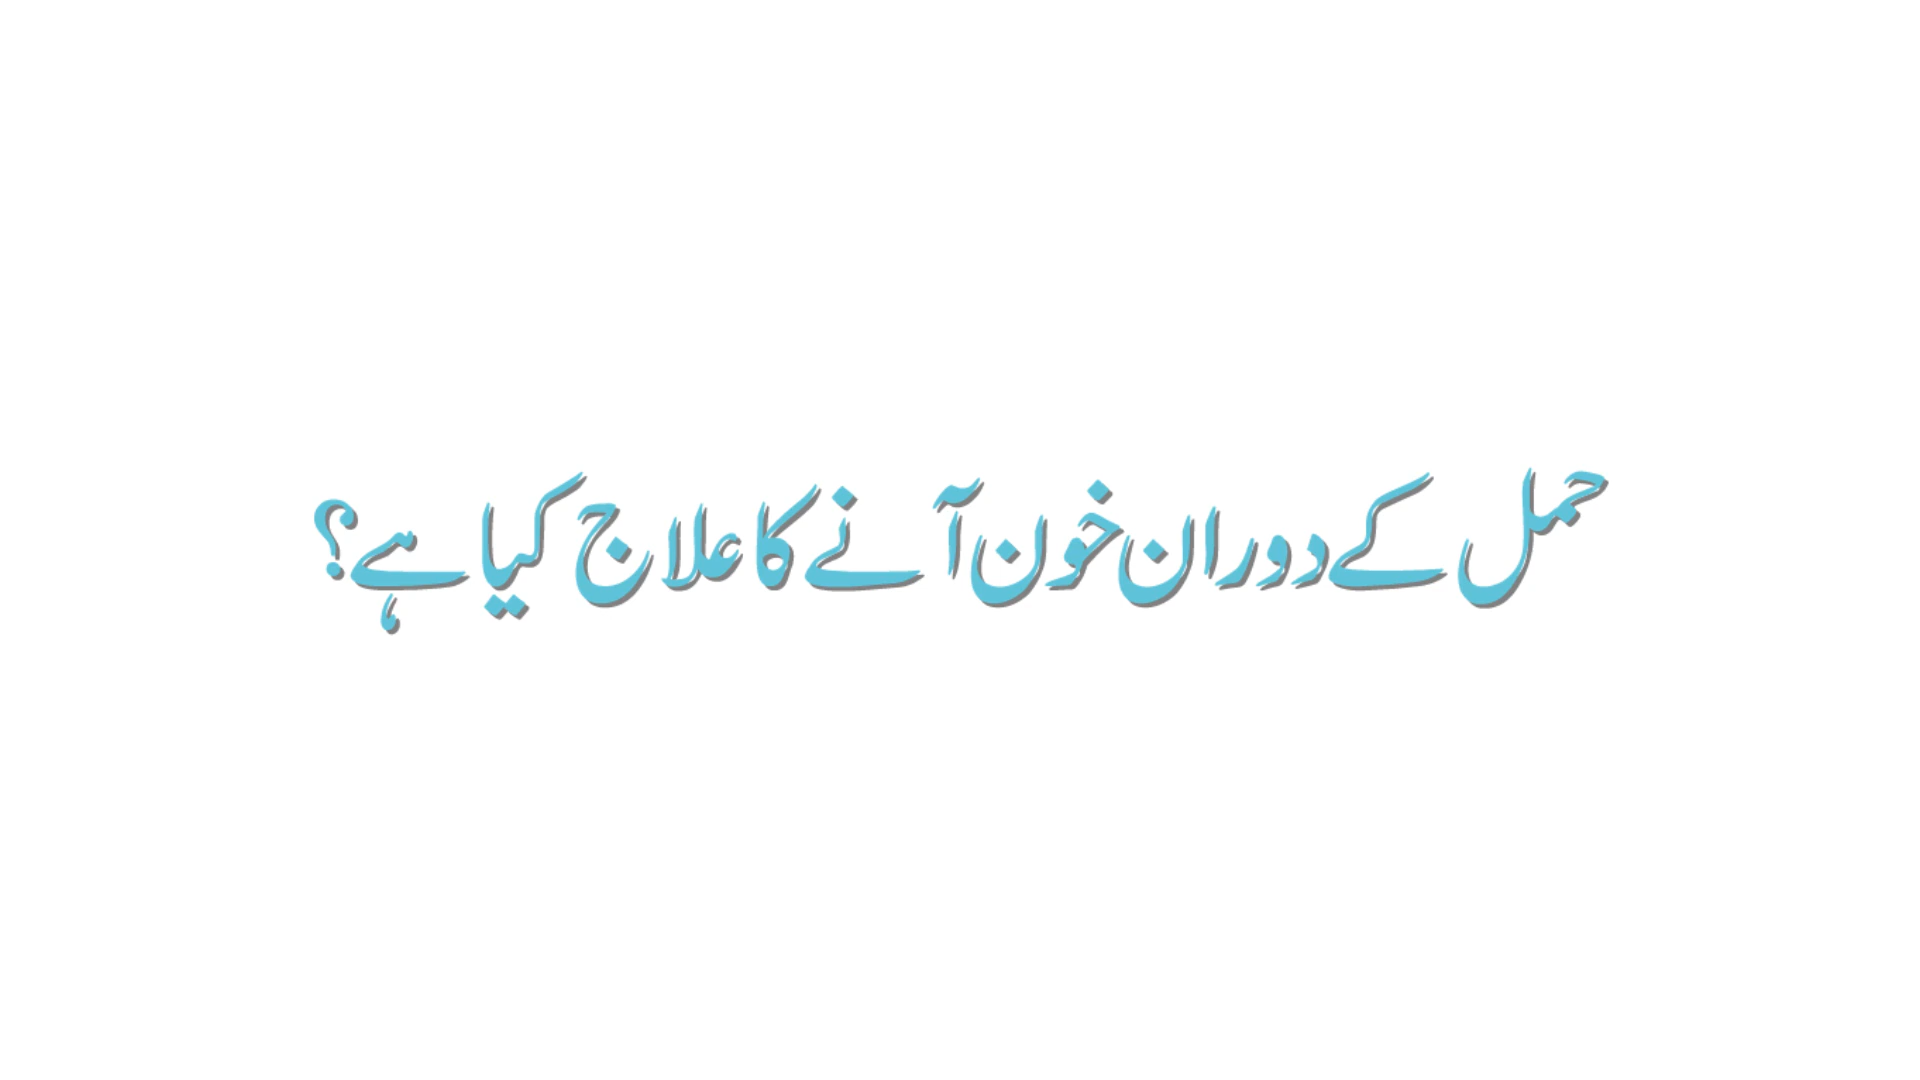 حمل کے دوران خون آنے کا علاج کیا ہے؟